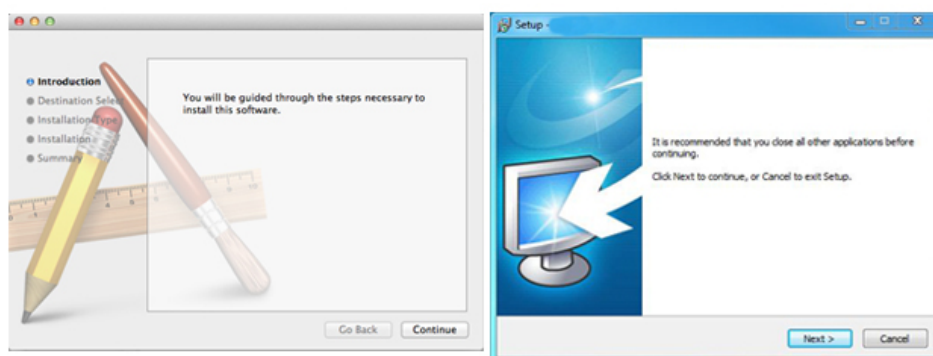 Introduction
Destination Select
Installation Type
Installation
Summary
You will be guided through the steps necessary to
install this software.
Go Back
Continue
Setup -
It is recommended that you close all other applications before
continuing.
Click Next to continue, or Cancel to exit Setup.
Next >
Cancel